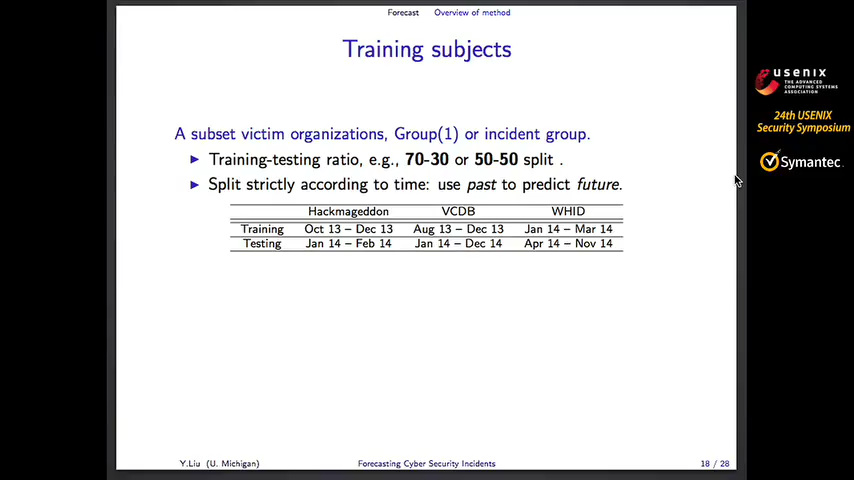 Forecast Overview of method
Training subjects
A subset victim organizations, Group(1) or incident group.
Training-testing ratio, e.g., 70-30 or 50-50 split .
Split strictly according to time: use past to predict future.
Hackmageddon VCDB WHID
Training Oct 13 – Dec 13 Aug 13 – Dec 13 Jan 14 – Mar 14
Testing Jan 14 – Feb 14 Jan 14 – Dec 14 Apr 14 – Nov 14
Y.Liu (U. Michigan) Forecasting Cyber Security Incidents 18 / 28
usenix
THE ADVANCED
COMPUTING SYSTEMS
ASSOCIATION
24th USENIX
Security Symposium
Symantec.